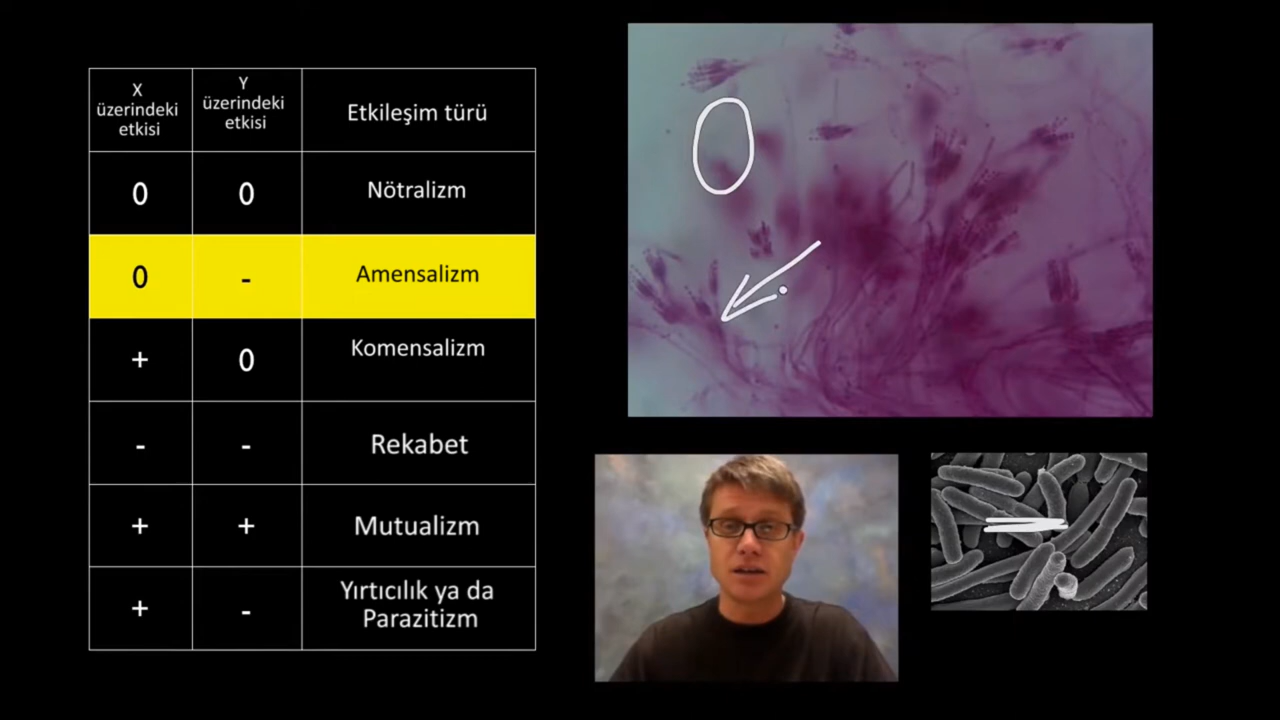 X
üzerindeki
etkisi
Y
üzerindeki
etkisi
Etkileşim türü
0 0 Nötralizm
0 - Amensalizm
+ 0 Komensalizm
- - Rekabet
+ + Mutualizm
+ - Yırtıcılık ya da
Parazitizm